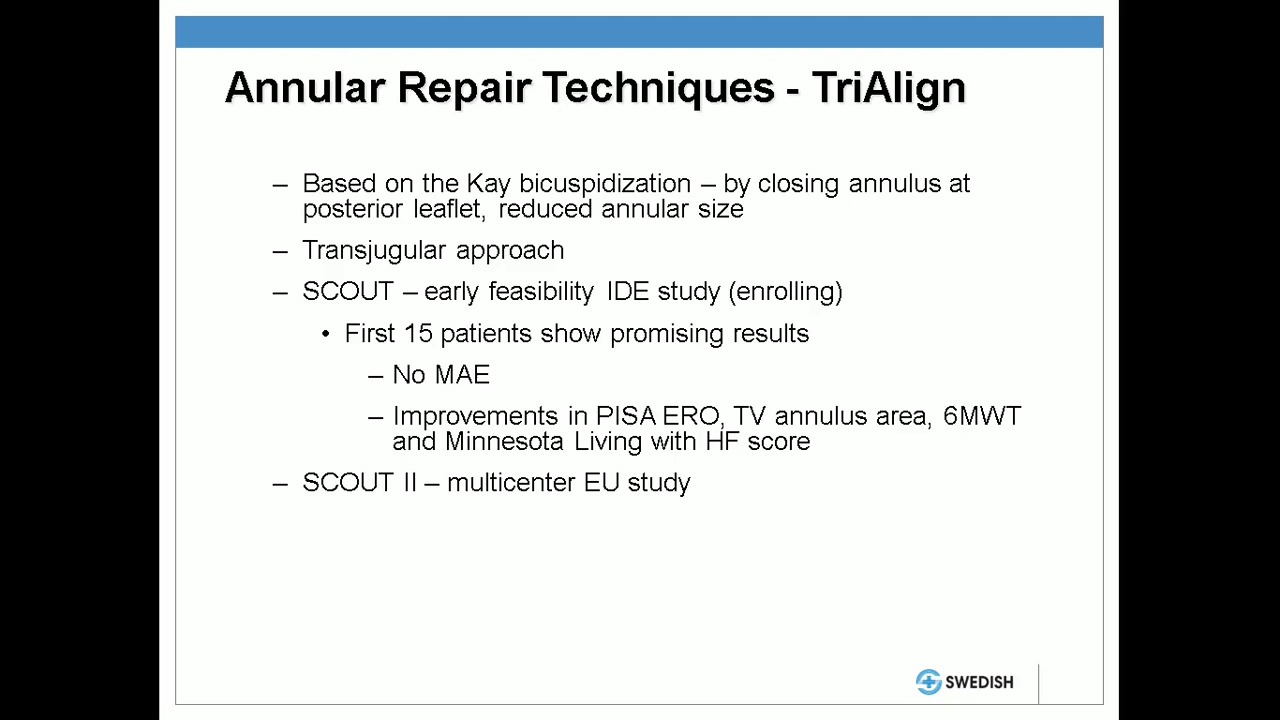 Annular Repair Techniques - TriAlign
– Based on the Kay bicuspidization – by closing annulus at
posterior leaflet, reduced annular size
– Transjugular approach
– SCOUT – early feasibility IDE study (enrolling)
• First 15 patients show promising results
– No MAE
– Improvements in PISA ERO, TV annulus area, 6MWT
and Minnesota Living with HF score
– SCOUT II – multicenter EU study
SWEDISH